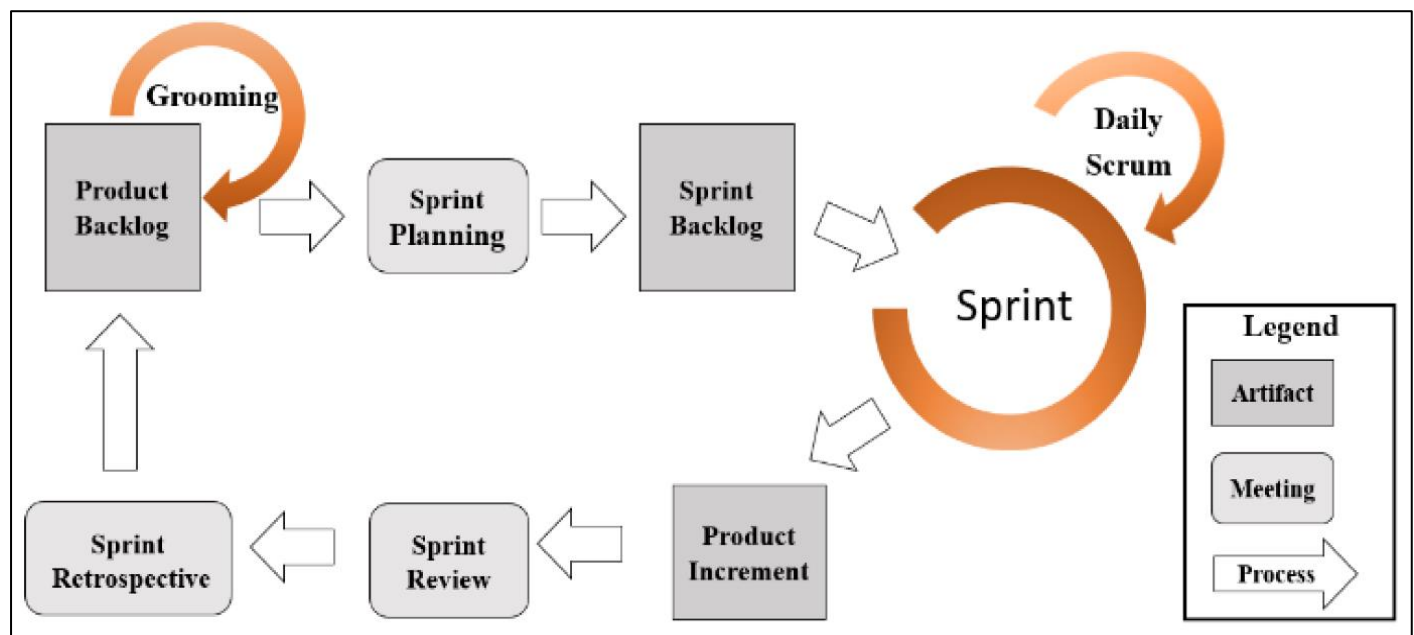 Grooming
Product
Backlog
Sprint
Planning
Sprint
Backlog
Daily
Scrum
Sprint
Product
Increment
Sprint
Review
Sprint
Retrospective
Legend
Artifact
Meeting
Process